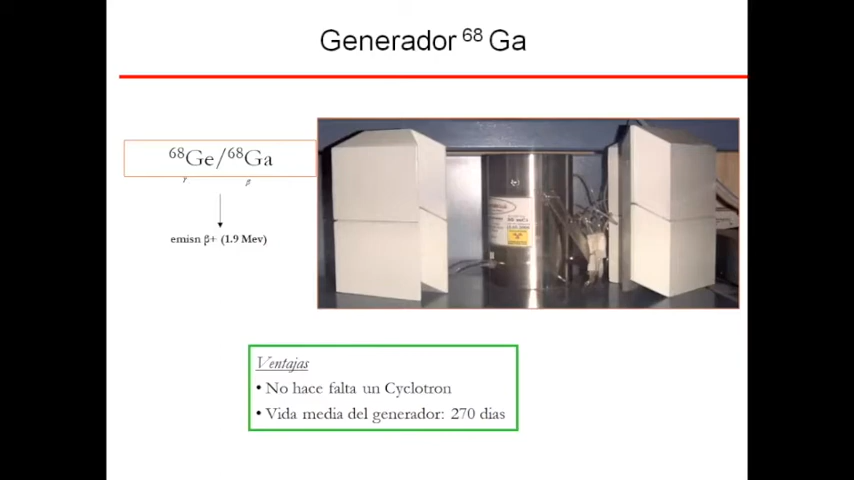 Generador ⁶⁸ Ga
⁶⁸Ge/⁶⁸Ga
γ β
emisn β+ (1.9 Mev)
Ventajas
• No hace falta un Cyclotron
• Vida media del generador: 270 dias